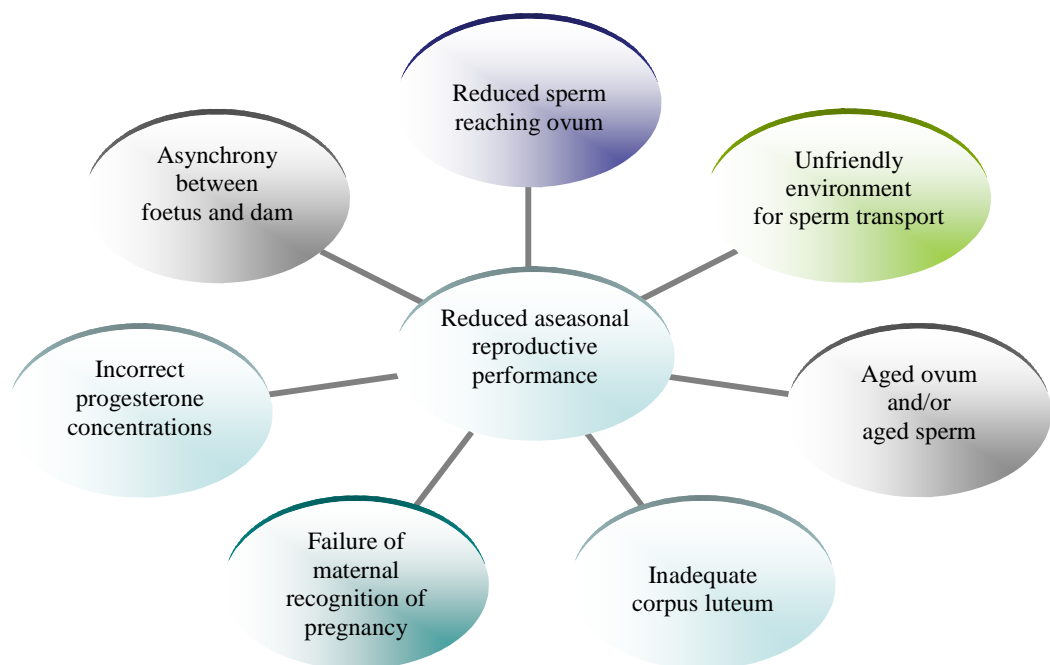 Reduced sperm
reaching ovum
Asynchrony
between
foetus and dam
Unfriendly
environment
for sperm transport
Reduced aseasonal
reproductive
performance
Incorrect
progesterone
concentrations
Aged ovum
and/or
aged sperm
Failure of
maternal
recognition of
pregnancy
Inadequate
corpus luteum